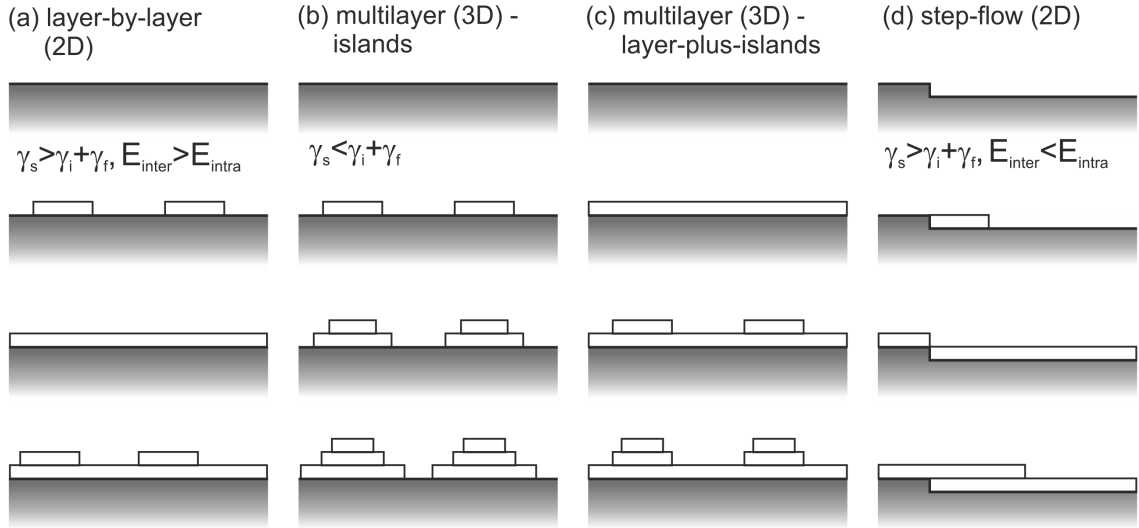 (a) layer-by-layer
(2D)
(b) multilayer (3D) -
islands
(c) multilayer (3D) -
layer-plus-islands
(d) step-flow (2D)
γs>γi+γf, Einter>Eintra
γs<γi+γf
γs>γi+γf, Einter<Eintra